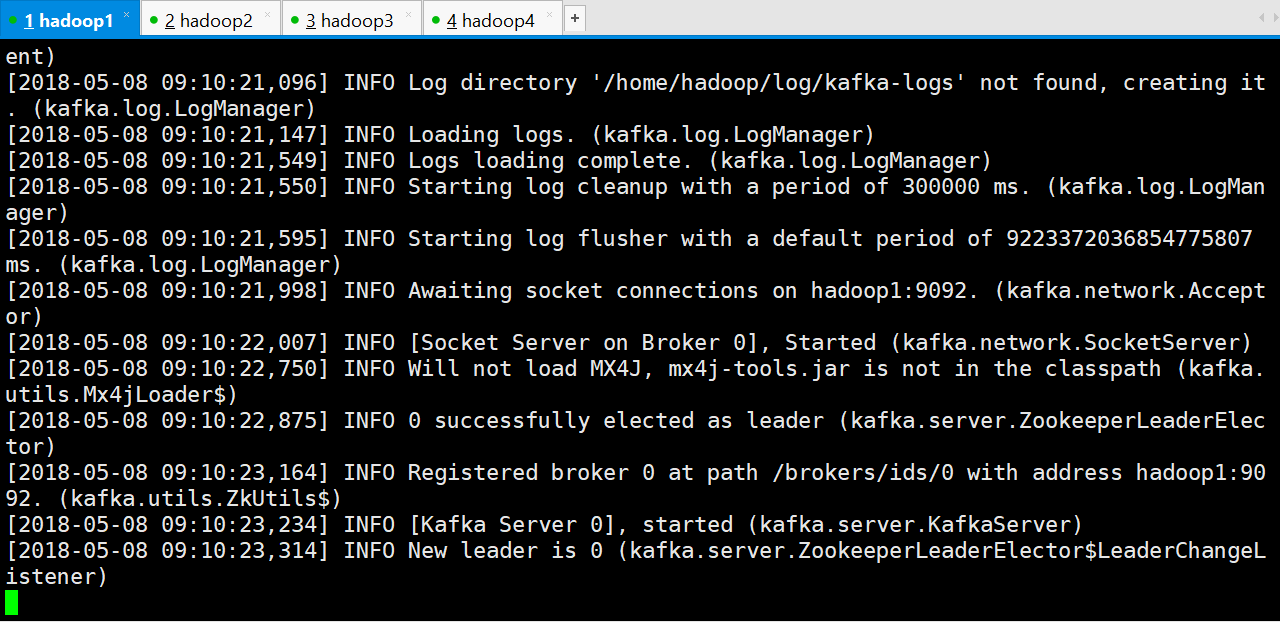 1 hadoop1 × 2 hadoop2 × 3 hadoop3 × 4 hadoop4 × +
ent)
[2018-05-08 09:10:21,096] INFO Log directory '/home/hadoop/log/kafka-logs' not found, creating it
. (kafka.log.LogManager)
[2018-05-08 09:10:21,147] INFO Loading logs. (kafka.log.LogManager)
[2018-05-08 09:10:21,549] INFO Logs loading complete. (kafka.log.LogManager)
[2018-05-08 09:10:21,550] INFO Starting log cleanup with a period of 300000 ms. (kafka.log.LogMan
ager)
[2018-05-08 09:10:21,595] INFO Starting log flusher with a default period of 9223372036854775807
ms. (kafka.log.LogManager)
[2018-05-08 09:10:21,998] INFO Awaiting socket connections on hadoop1:9092. (kafka.network.Accept
or)
[2018-05-08 09:10:22,007] INFO [Socket Server on Broker 0], Started (kafka.network.SocketServer)
[2018-05-08 09:10:22,750] INFO Will not load MX4J, mx4j-tools.jar is not in the classpath (kafka.
utils.Mx4jLoader$)
[2018-05-08 09:10:22,875] INFO 0 successfully elected as leader (kafka.server.ZookeeperLeaderElec
tor)
[2018-05-08 09:10:23,164] INFO Registered broker 0 at path /brokers/ids/0 with address hadoop1:90
92. (kafka.utils.ZkUtils$)
[2018-05-08 09:10:23,234] INFO [Kafka Server 0], started (kafka.server.KafkaServer)
[2018-05-08 09:10:23,314] INFO New leader is 0 (kafka.server.ZookeeperLeaderElector$LeaderChangeL
istener)